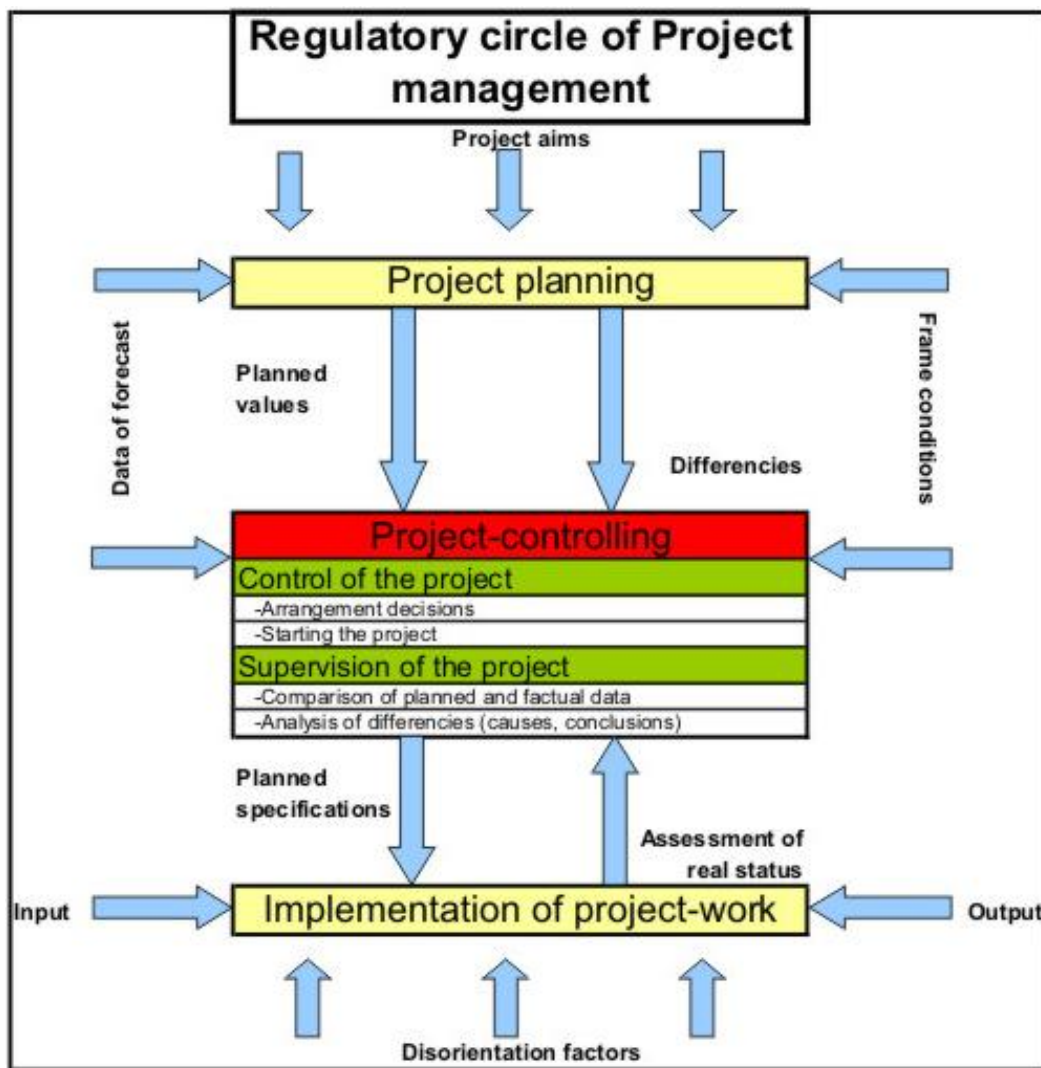 Regulatory circle of Project
management
Project aims
Project planning
Data of forecast
Planned
values
Frame conditions
Differencies
Project-controlling
Control of the project
-Arrangement decisions
-Starting the project
Supervision of the project
-Comparison of planned and factual data
-Analysis of differencies (causes, conclusions)
Planned
specifications
Assessment of
real status
Input
Implementation of project-work
Output
Disorientation factors